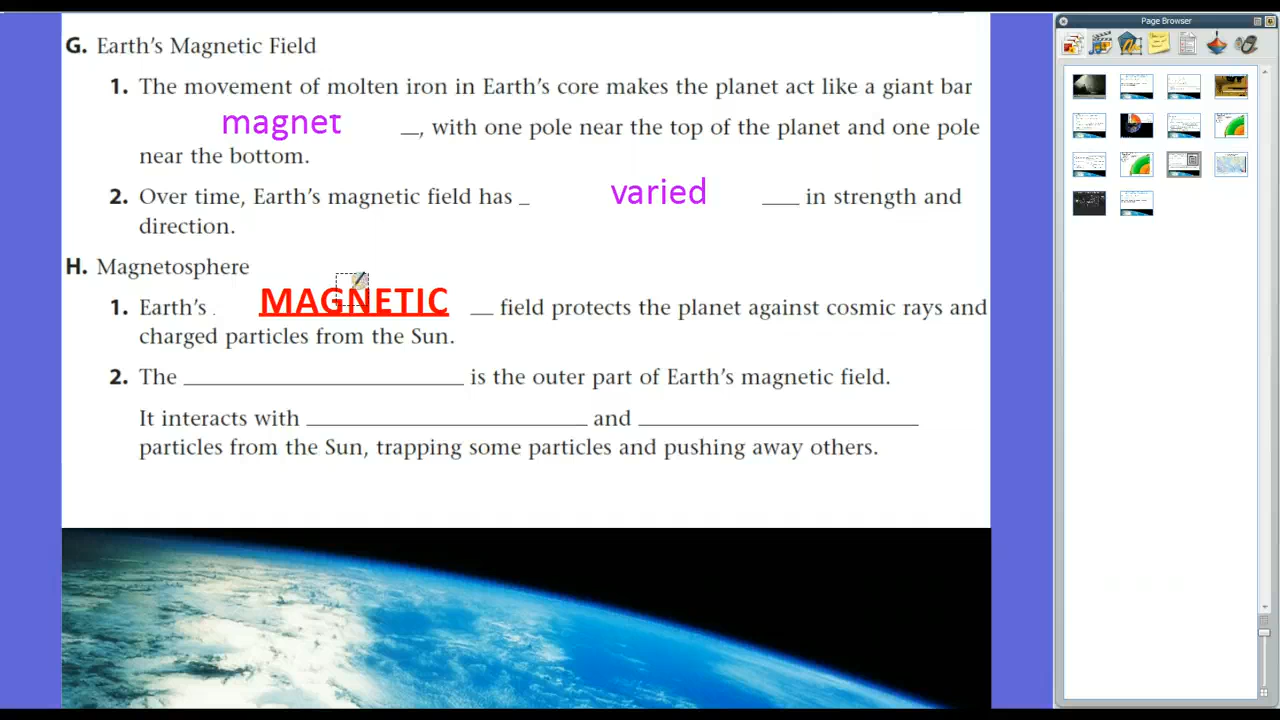 G. Earth's Magnetic Field
1. The movement of molten iron in Earth's core makes the planet act like a giant bar
magnet __, with one pole near the top of the planet and one pole
near the bottom.
2. Over time, Earth's magnetic field has _ varied ___ in strength and
direction.
H. Magnetosphere
1. Earth's MAGNETIC __ field protects the planet against cosmic rays and
charged particles from the Sun.
2. The ____________________ is the outer part of Earth's magnetic field.
It interacts with ____________________ and ____________________
particles from the Sun, trapping some particles and pushing away others.
Page Browser